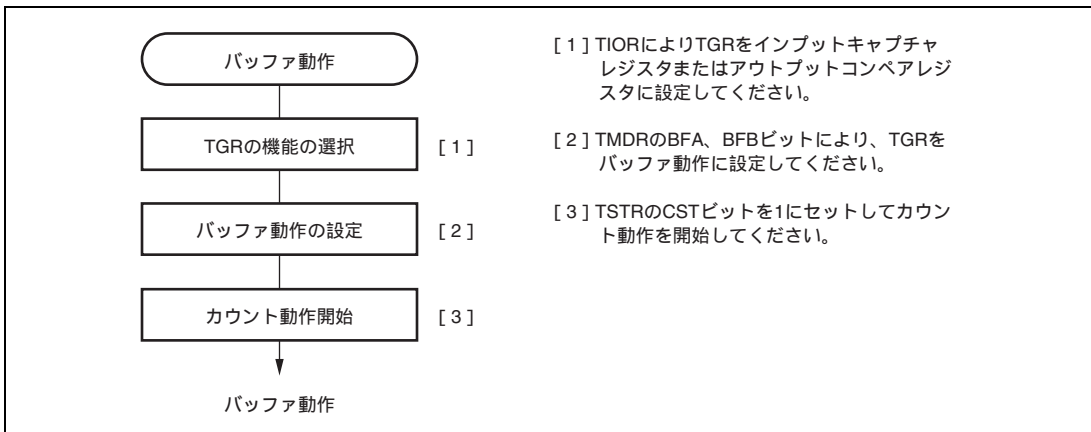 バッファ動作
TGRの機能の選択
[ 1 ]
バッファ動作の設定
[ 2 ]
カウント動作開始
[ 3 ]
バッファ動作
[ 1 ] TIORによりTGRをインプットキャプチャ
レジスタまたはアウトプットコンペアレジ
スタに設定してください。
[ 2 ] TMDRのBFA、BFBビットにより、TGRを
バッファ動作に設定してください。
[ 3 ] TSTRのCSTビットを1にセットしてカウン
ト動作を開始してください。